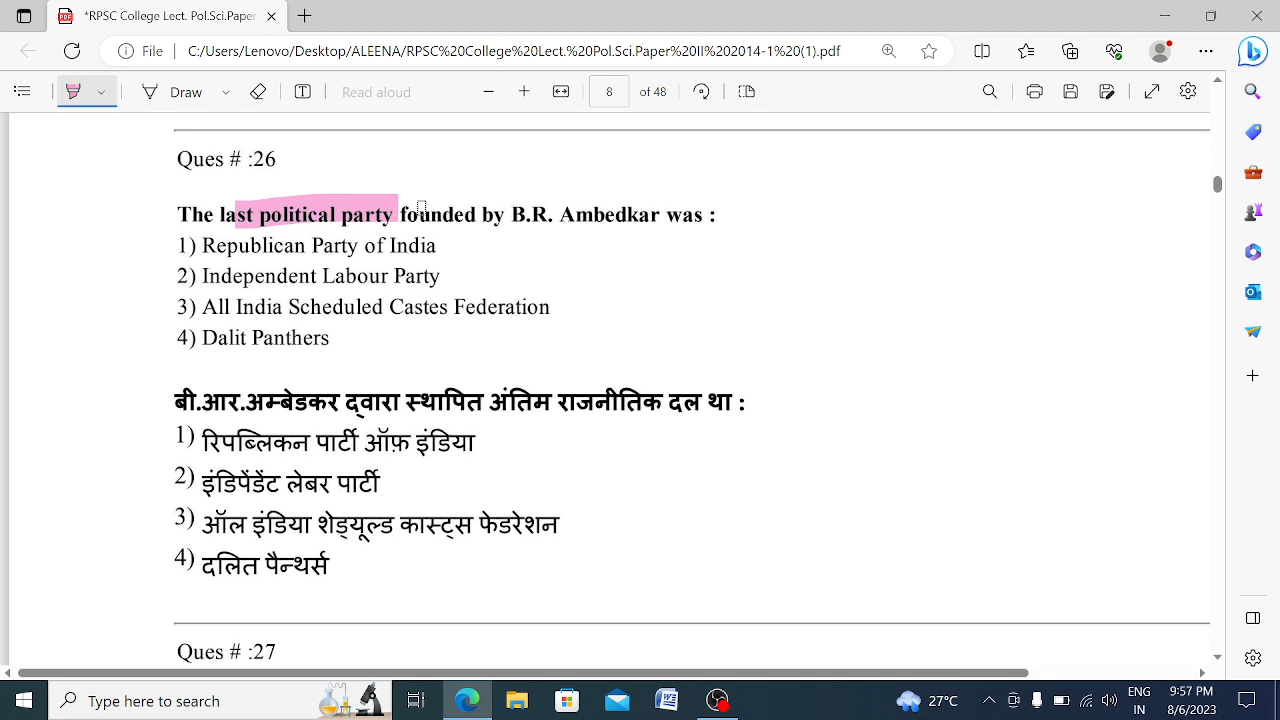 *RPSC College Lect. Pol.Sci.Paper
File
C:/Users/Lenovo/Desktop/ALEENA/RPSC%20College%20Lect.%20Pol.Sci.Paper%20II%202014-1%20(1).pdf
Draw
Read aloud
8
of 48
Ques # :26
The last political party founded by B.R. Ambedkar was :
1) Republican Party of India
2) Independent Labour Party
3) All India Scheduled Castes Federation
4) Dalit Panthers
बी.आर.अम्बेडकर द्वारा स्थापित अंतिम राजनीतिक दल था :
1) रिपब्लिकन पार्टी ऑफ़ इंडिया
2) इंडिपेंडेंट लेबर पार्टी
3) ऑल इंडिया शेड्यूल्ड कास्ट्स फेडरेशन
4) दलित पैन्थर्स
Ques # :27
Type here to search
27°C
ENG
IN
9:57 PM
8/6/2023